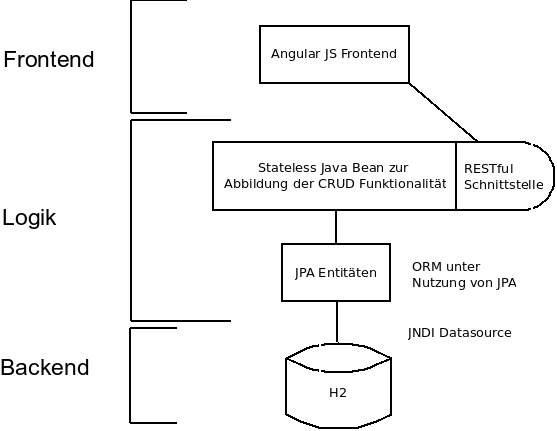 Frontend
Angular JS Frontend
Logik
Stateless Java Bean zur
Abbildung der CRUD Funktionalität
RESTful
Schnittstelle
JPA Entitäten
ORM unter
Nutzung von JPA
JNDI Datasource
Backend
H2